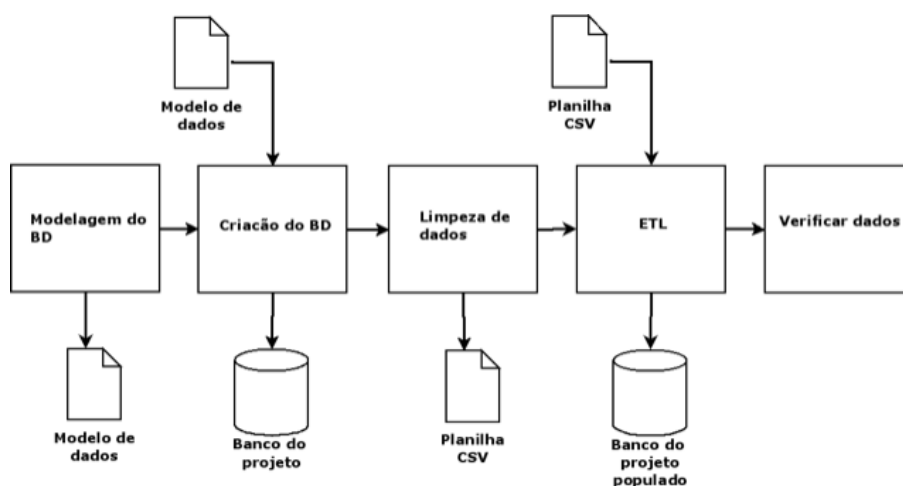 Modelo de
dados
Planilha
CSV
Modelagem do
BD
Criacão do BD
Limpeza de
dados
ETL
Verificar dados
Modelo de
dados
Banco do
projeto
Planilha
CSV
Banco do
projeto
populado